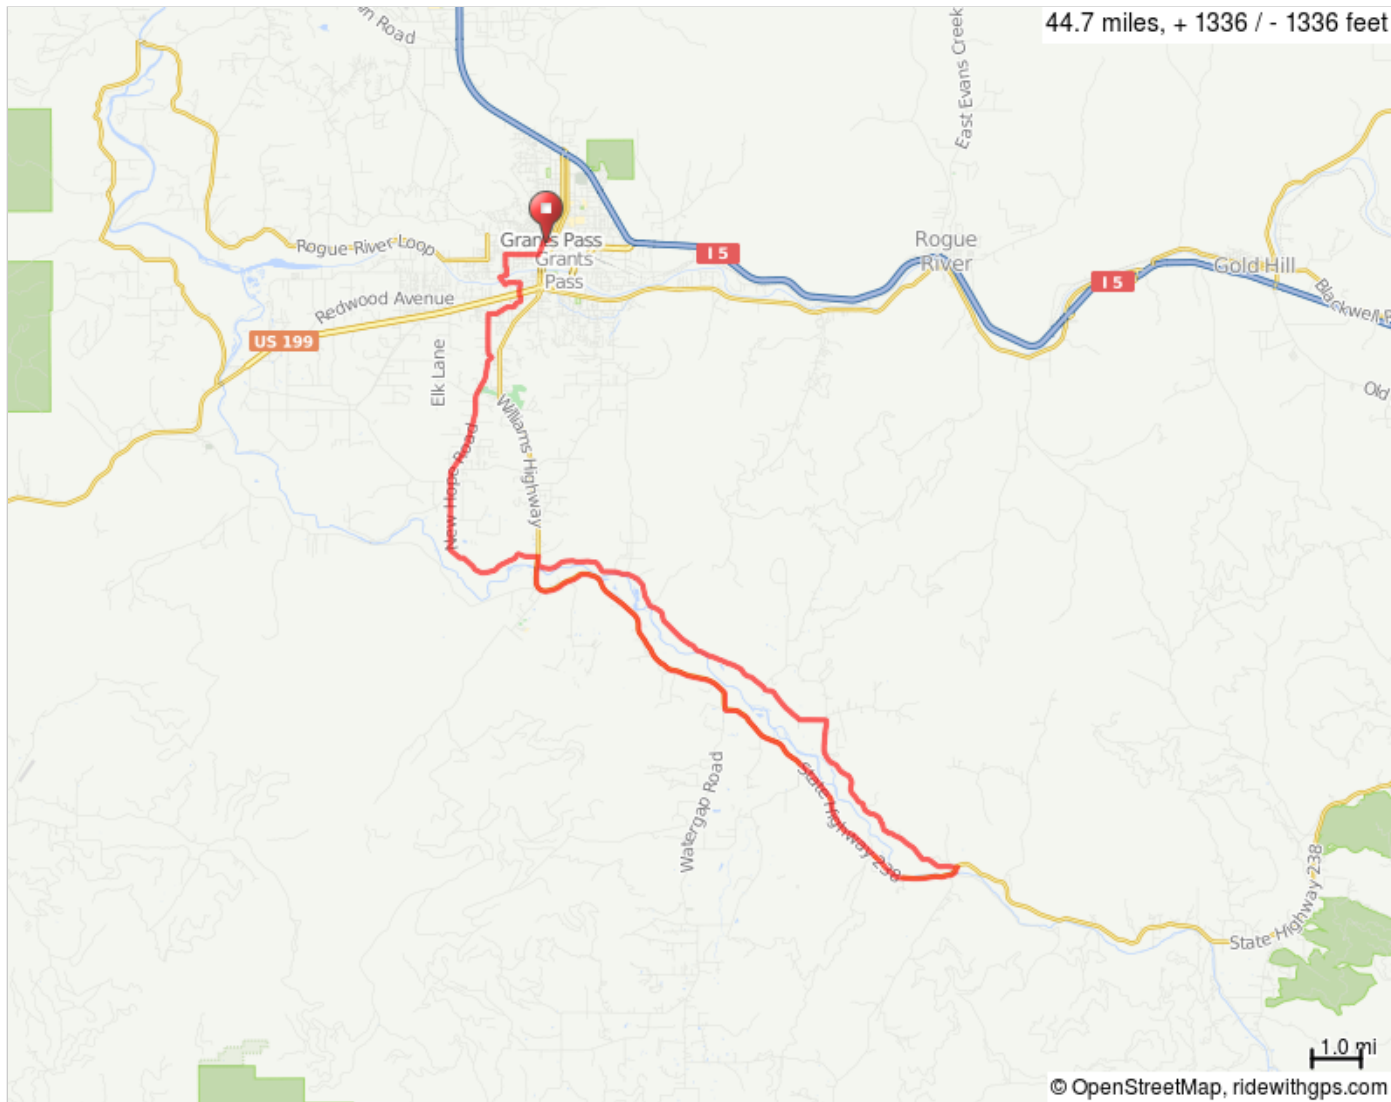 44.7 miles, + 1336 / - 1336 feet
Road
East Evans Creek
Grants Pass
Grants
Pass
Rogue River Loop
Rogue
River
I 5
I 5
Gold Hill
Blackwell
Redwood Avenue
US 199
Elk Lane
Old
Williams Highway
New Hope Road
Watergap Road
State Highway 238
State Highway 238
1.0 mi
© OpenStreetMap, ridewithgps.com